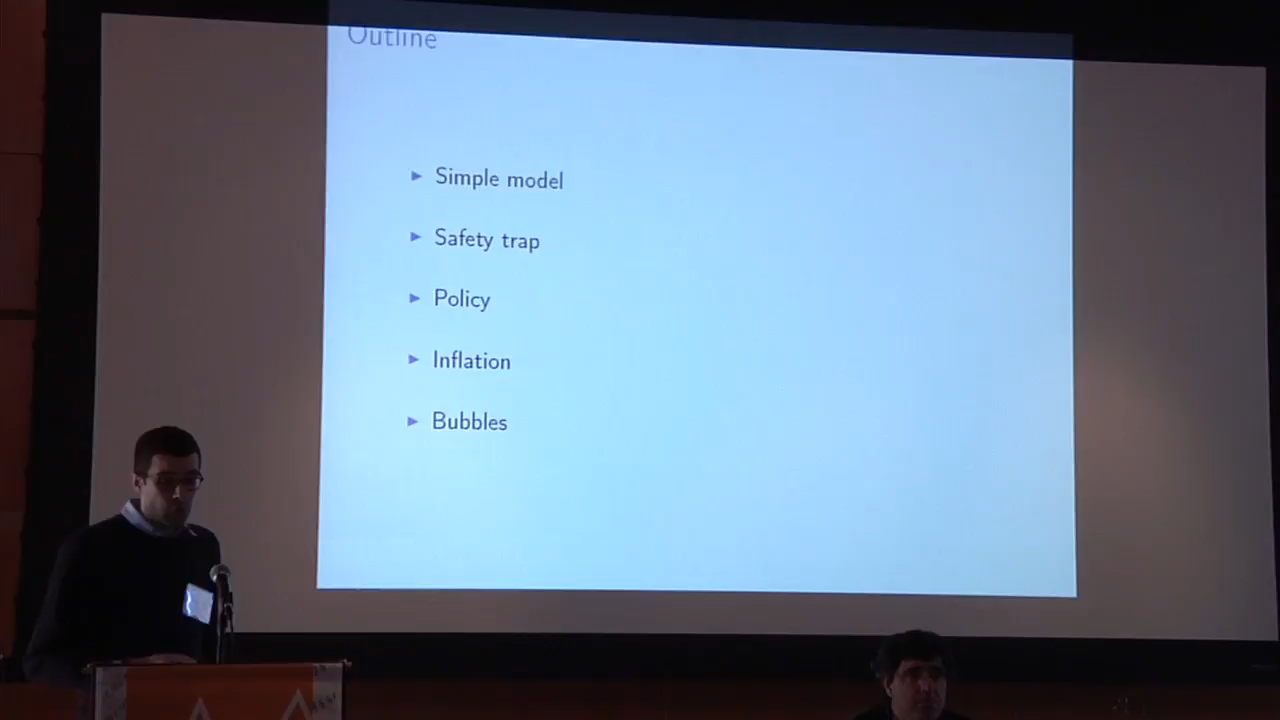 Outline
▶ Simple model
▶ Safety trap
▶ Policy
▶ Inflation
▶ Bubbles